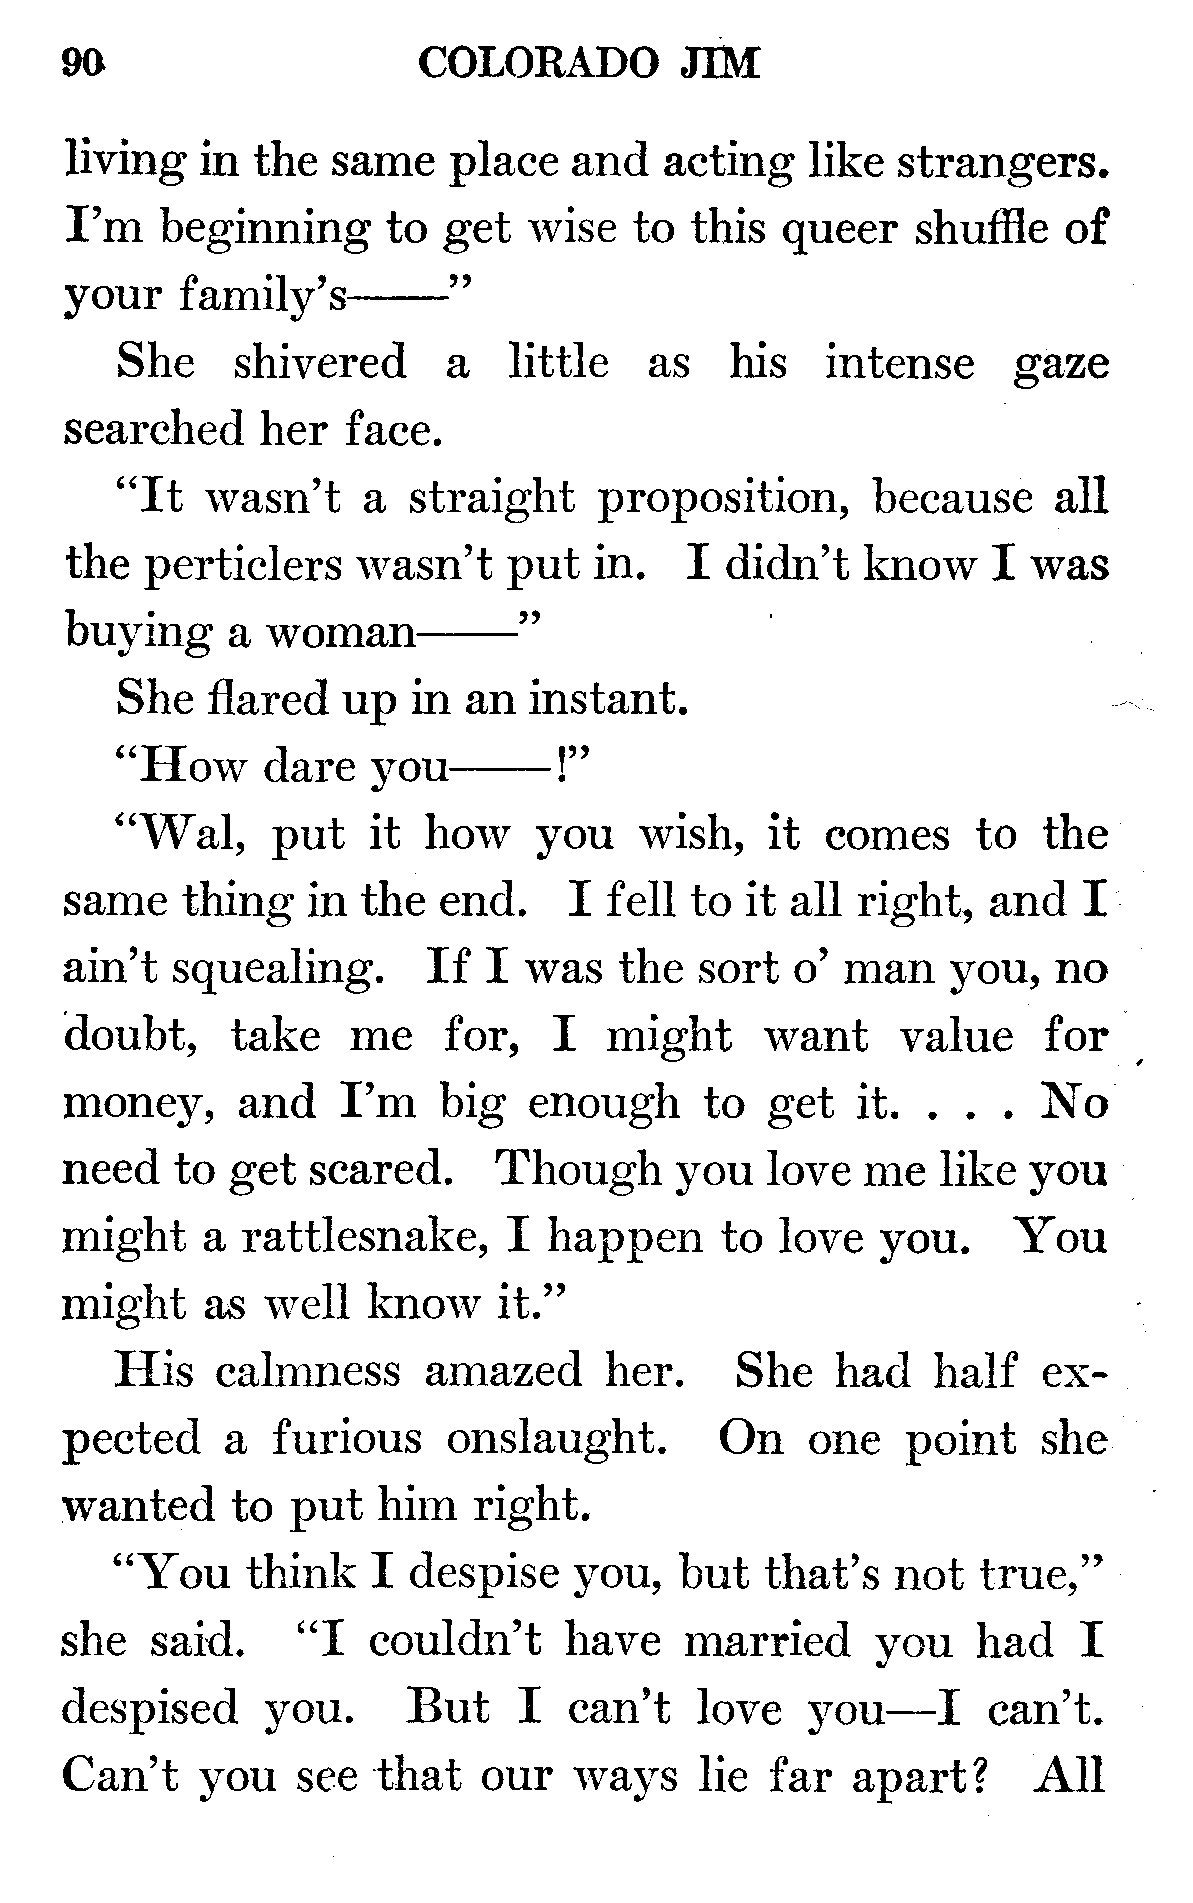 90 COLORADO JIM
living in the same place and acting like strangers.
I'm beginning to get wise to this queer shuffle of
your family's——"
She shivered a little as his intense gaze
searched her face.
"It wasn't a straight proposition, because all
the perticlers wasn't put in. I didn't know I was
buying a woman——"
She flared up in an instant.
"How dare you——!"
"Wal, put it how you wish, it comes to the
same thing in the end. I fell to it all right, and I
ain't squealing. If I was the sort o' man you, no
doubt, take me for, I might want value for
money, and I'm big enough to get it. . . . No
need to get scared. Though you love me like you
might a rattlesnake, I happen to love you. You
might as well know it."
His calmness amazed her. She had half ex-
pected a furious onslaught. On one point she
wanted to put him right.
"You think I despise you, but that's not true,"
she said. "I couldn't have married you had I
despised you. But I can't love you—I can't.
Can't you see that our ways lie far apart? All